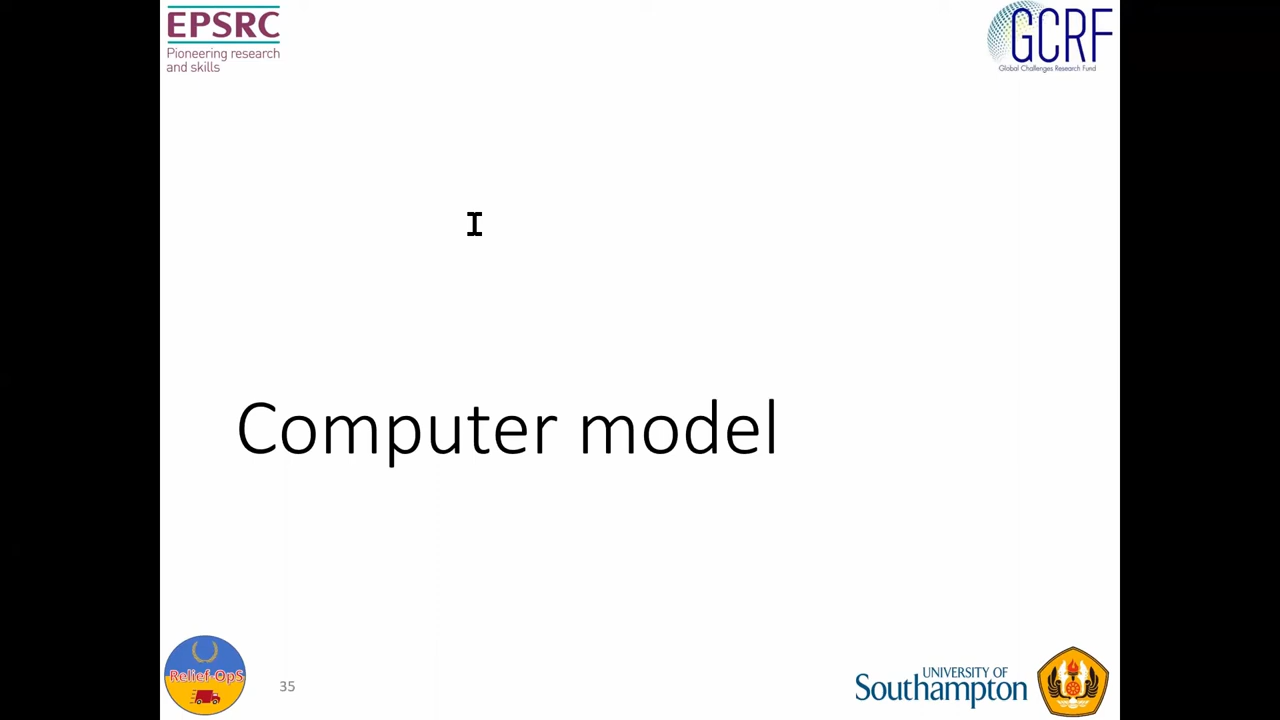 EPSRC
Pioneering research
and skills
GCRF
Global Challenges Research Fund
Computer model
Relief-OpS
35
UNIVERSITY OF
Southampton